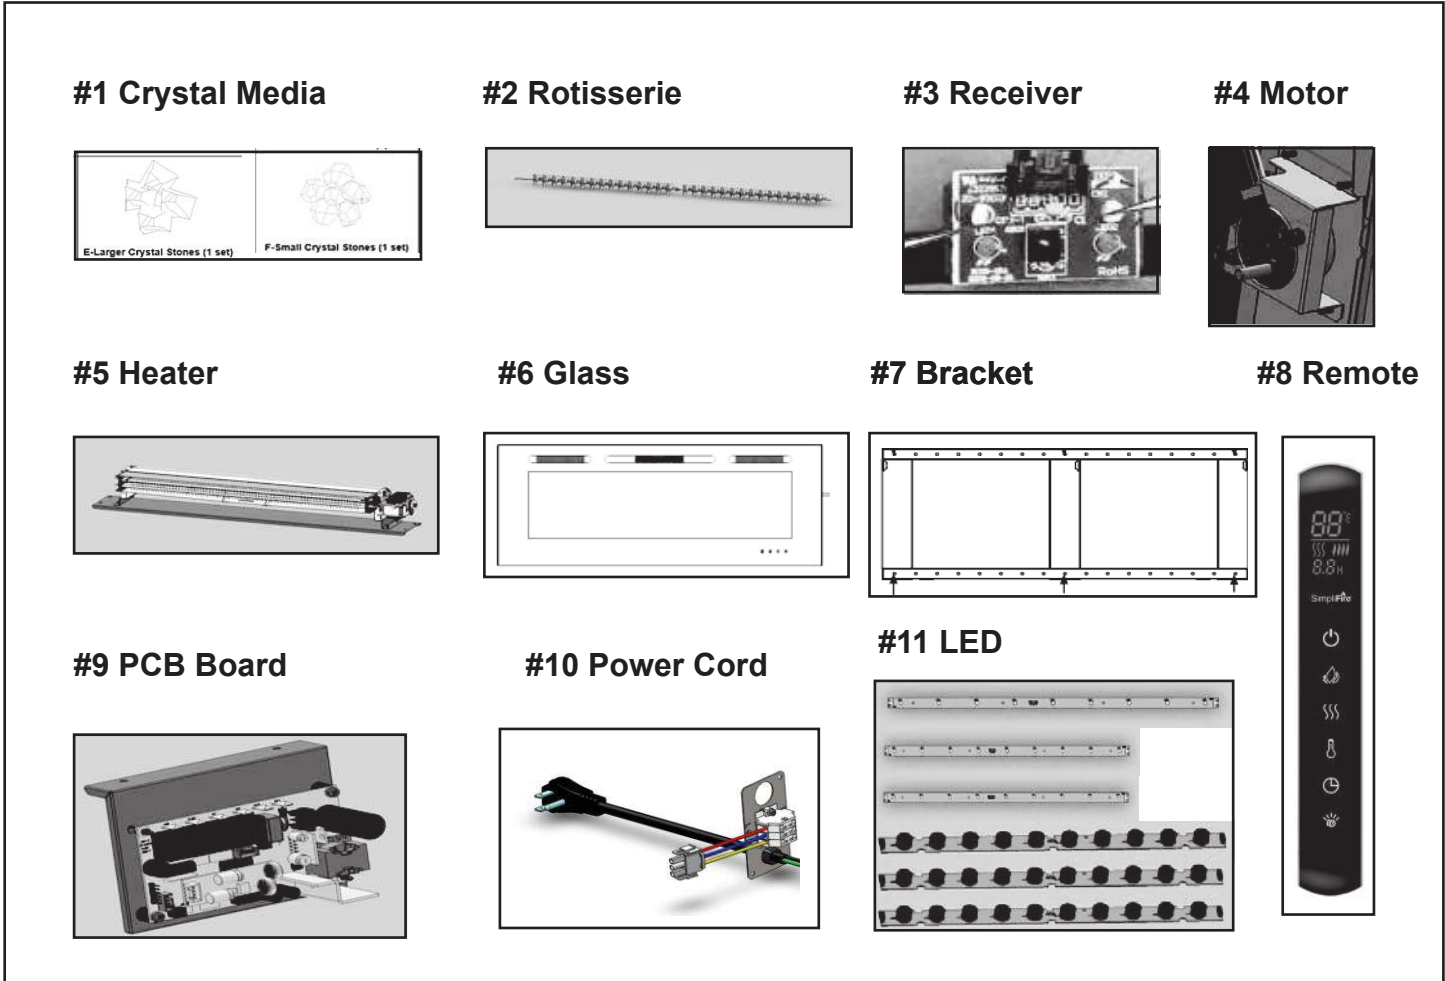 #1 Crystal Media
#2 Rotisserie
#3 Receiver
#4 Motor
E-Larger Crystal Stones (1 set)
F-Small Crystal Stones (1 set)
RoHS
#5 Heater
#6 Glass
#7 Bracket
#8 Remote
88°
8.8H
SimpliFire
#9 PCB Board
#10 Power Cord
#11 LED